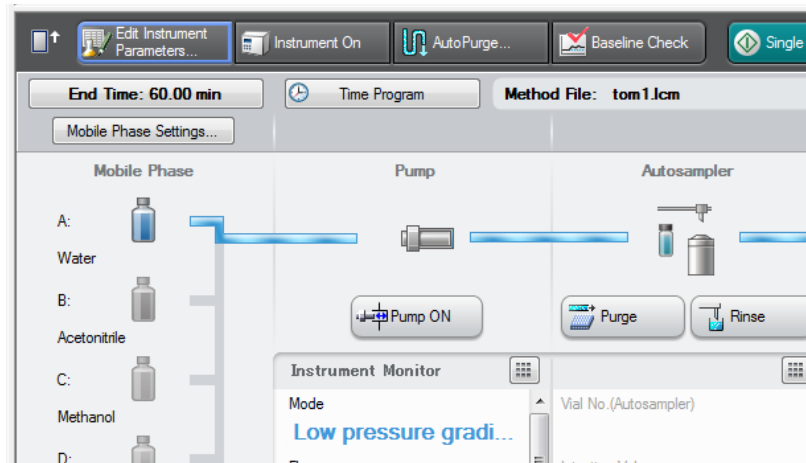 Edit Instrument
Parameters...
Instrument On
AutoPurge...
Baseline Check
Single
End Time: 60.00 min
Time Program
Method File: tom1.lcm
Mobile Phase Settings...
Mobile Phase
Pump
Autosampler
A:
Water
B:
Acetonitrile
Pump ON
Purge
Rinse
C:
Methanol
D:
Instrument Monitor
Mode
Low pressure gradi...
Vial No.(Autosampler)